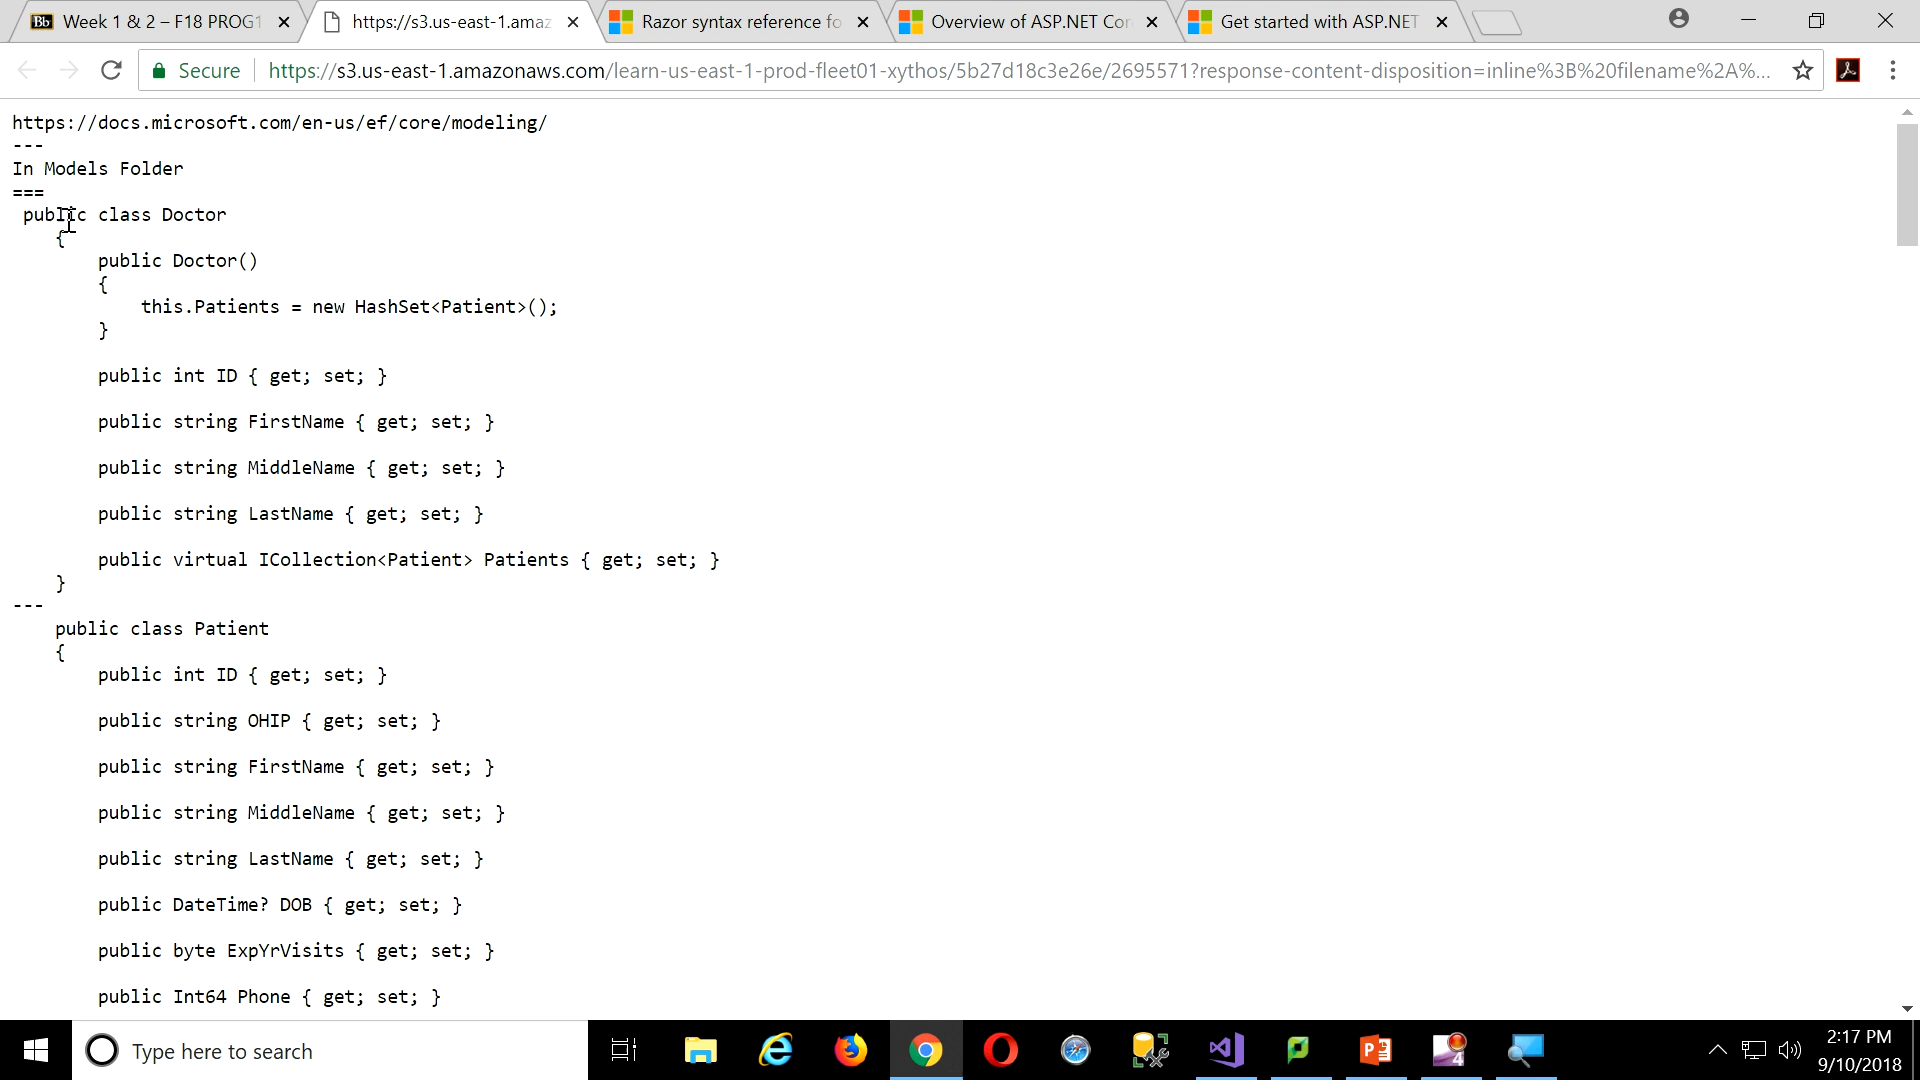 Week 1 & 2 – F18 PROG1
https://s3.us-east-1.amaz
Razor syntax reference fo
Overview of ASP.NET Cor
Get started with ASP.NET
Secure
https://s3.us-east-1.amazonaws.com/learn-us-east-1-prod-fleet01-xythos/5b27d18c3e26e/2695571?response-content-disposition=inline%3B%20filename%2A%...
https://docs.microsoft.com/en-us/ef/core/modeling/
---
In Models Folder
===
public class Doctor
{
public Doctor()
{
this.Patients = new HashSet<Patient>();
}
public int ID { get; set; }
public string FirstName { get; set; }
public string MiddleName { get; set; }
public string LastName { get; set; }
public virtual ICollection<Patient> Patients { get; set; }
}
---
public class Patient
{
public int ID { get; set; }
public string OHIP { get; set; }
public string FirstName { get; set; }
public string MiddleName { get; set; }
public string LastName { get; set; }
public DateTime? DOB { get; set; }
public byte ExpYrVisits { get; set; }
public Int64 Phone { get; set; }
Type here to search
2:17 PM
9/10/2018